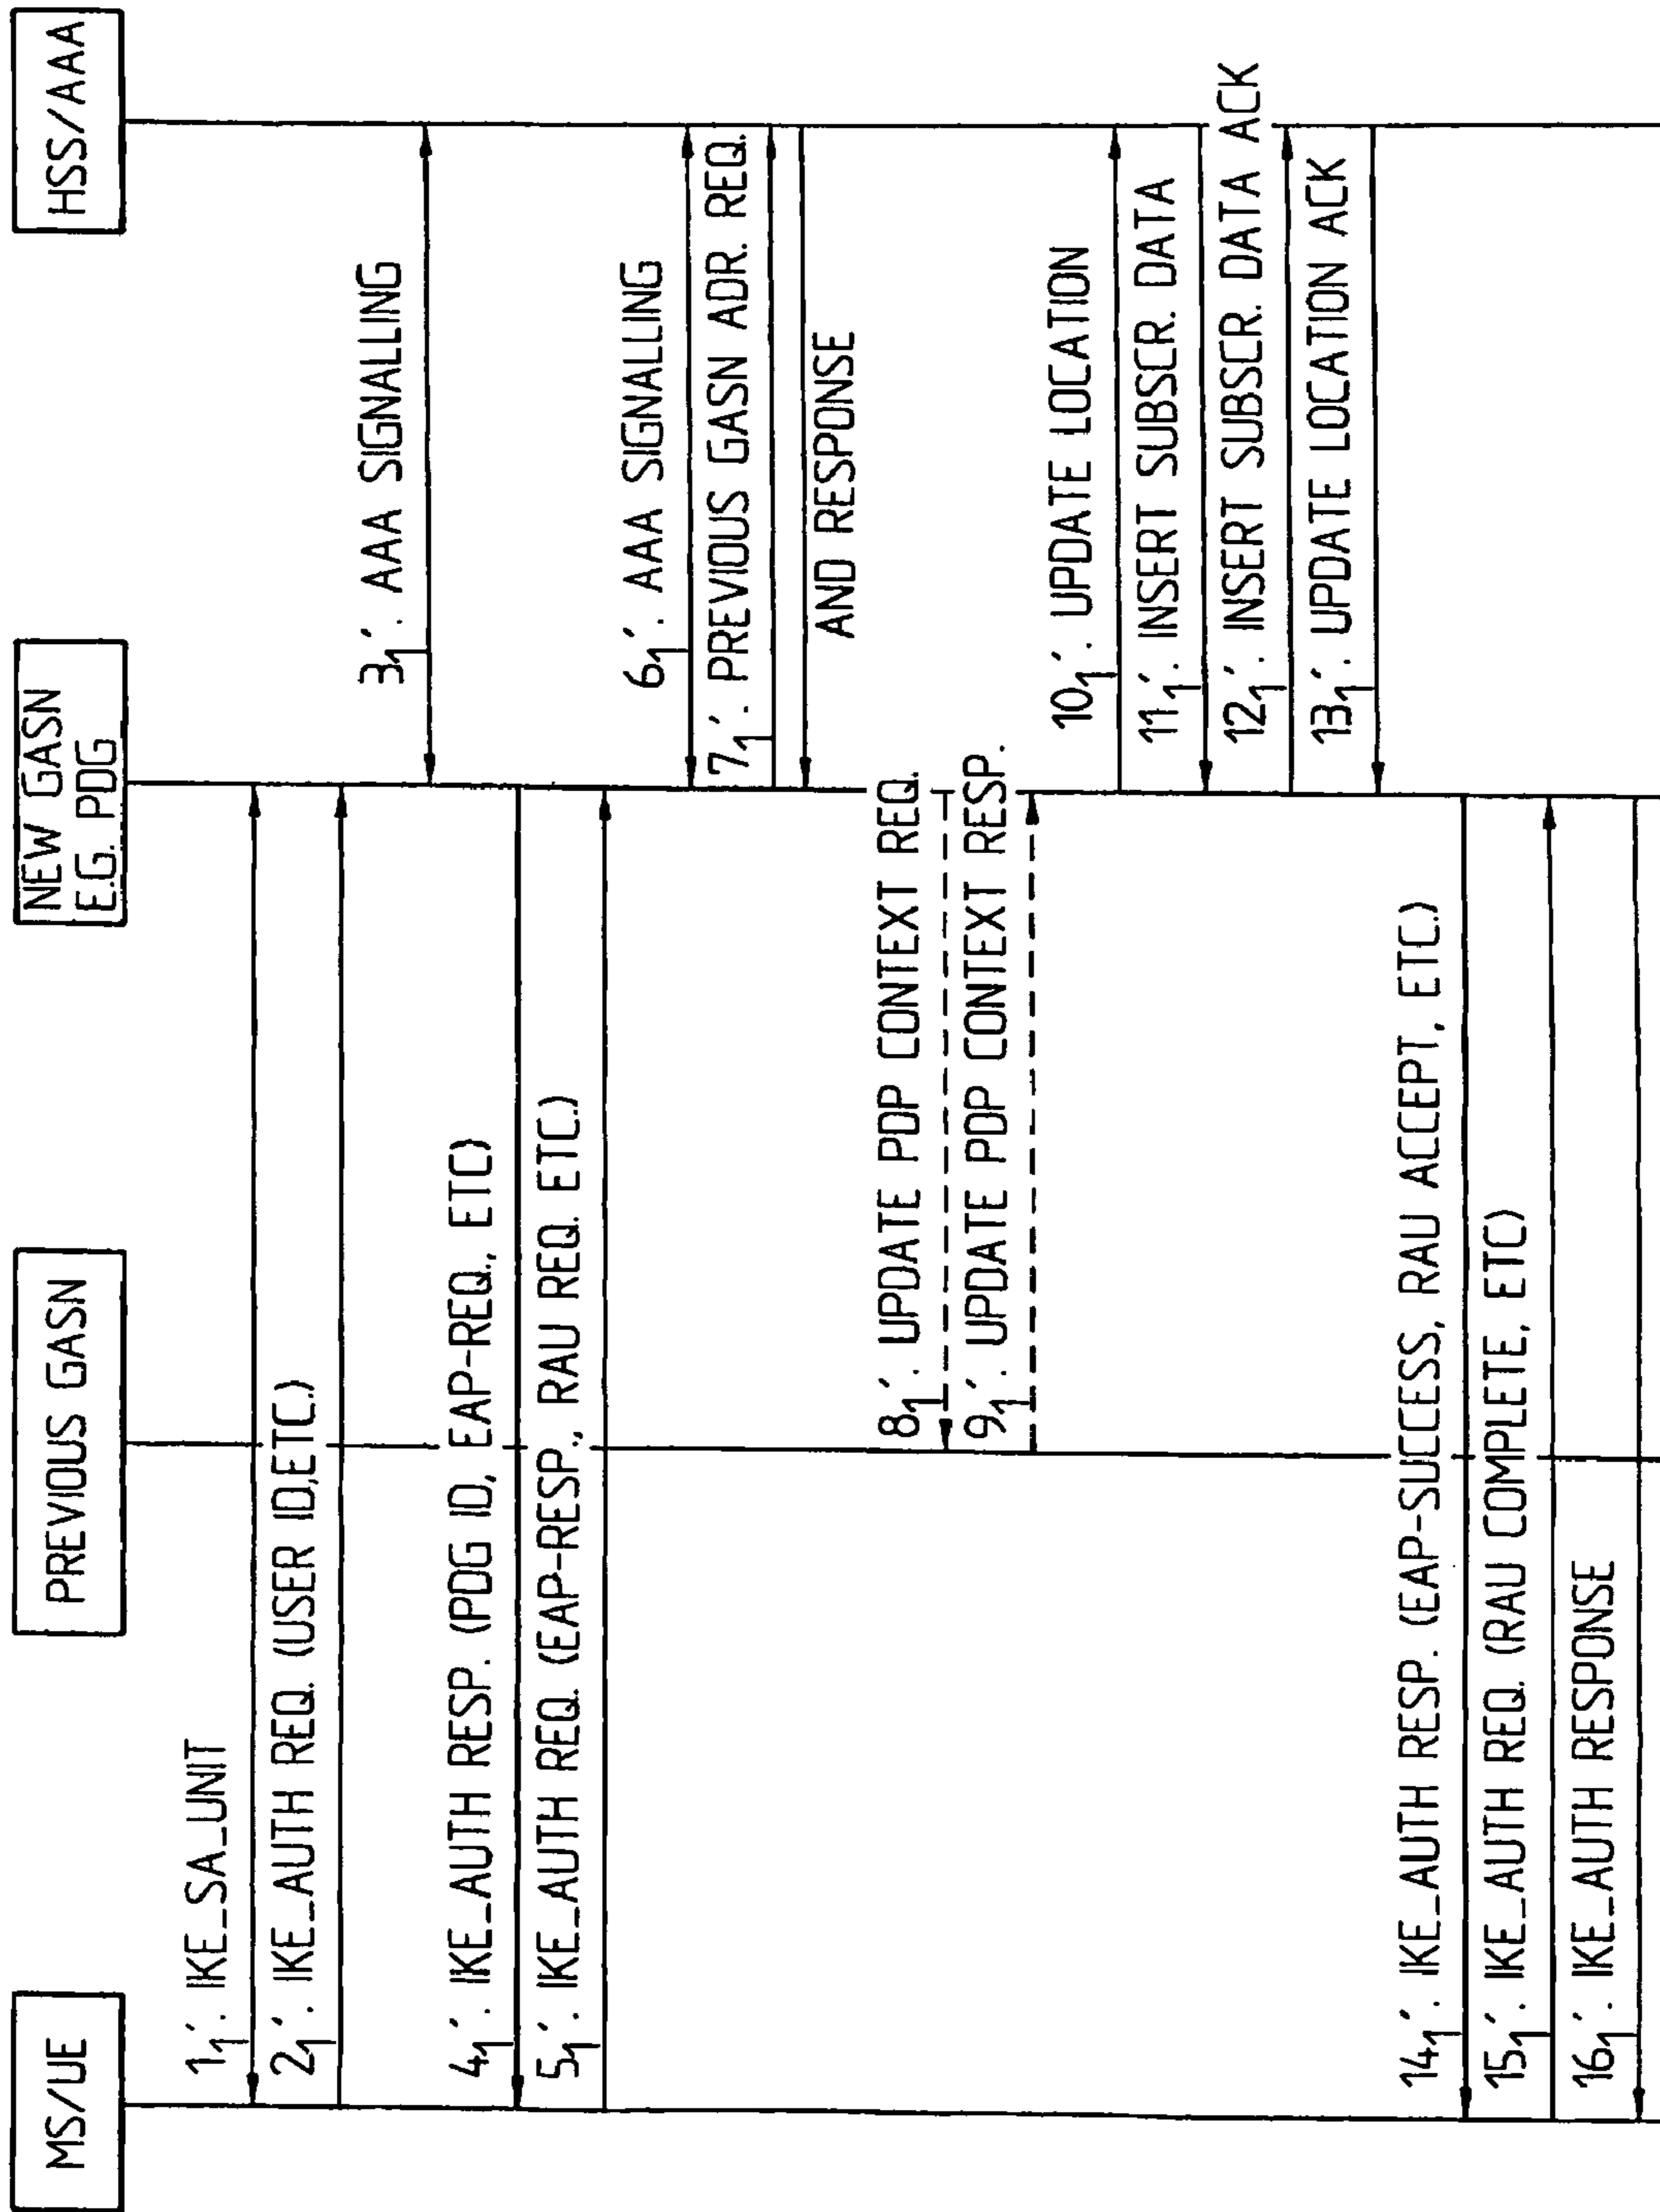 MS/UE
PREVIOUS GASN
NEW GASN
E.G. PDG
HSS/AAA
1₁´. IKE_SA_UNIT
2₁´. IKE_AUTH REQ. (USER ID,ETC.)
3₁´. AAA SIGNALLING
4₁´. IKE_AUTH RESP. (PDG ID, EAP-REQ., ETC)
5₁´. IKE_AUTH REQ (EAP-RESP., RAU REQ. ETC.)
6₁´. AAA SIGNALLING
7₁´. PREVIOUS GASN ADR. REQ.
AND RESPONSE
8₁´. UPDATE PDP CONTEXT REQ.
9₁´. UPDATE PDP CONTEXT RESP.
10₁´. UPDATE LOCATION
11₁´. INSERT SUBSCR. DATA
12₁´. INSERT SUBSCR. DATA ACK
13₁´. UPDATE LOCATION ACK
14₁´. IKE_AUTH RESP. (EAP-SUCCESS, RAU ACCEPT, ETC.)
15₁´. IKE_AUTH REQ. (RAU COMPLETE, ETC)
16₁´. IKE_AUTH RESPONSE